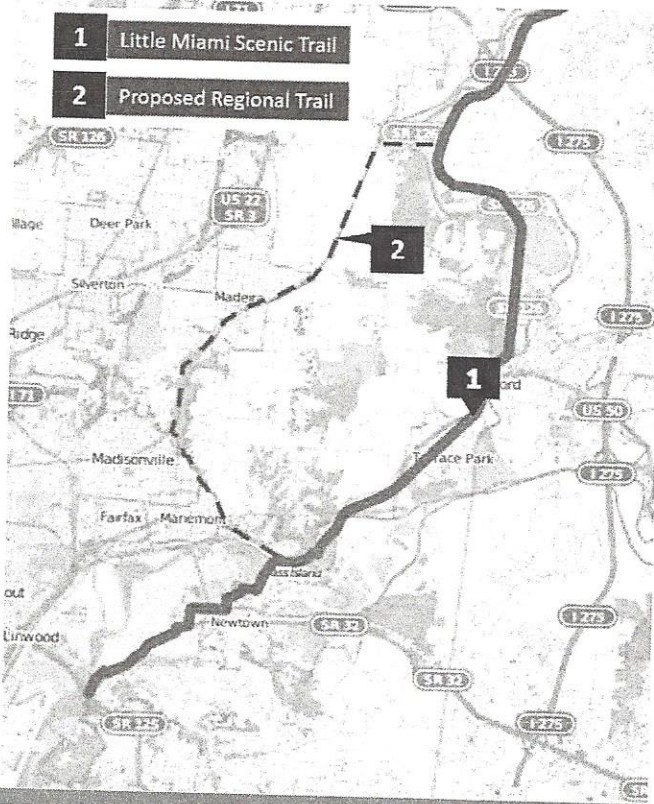 1 Little Miami Scenic Trail
2 Proposed Regional Trail
SR 126
I 275
US 22
SR 3
Deer Park
2
Silverton
Madeira
I 275
Ridge
1
I 71
US 50
Madisonville
Terrace Park
I 275
Fairfax
Mariemont
out
I 275
Newtown
SR 32
Linwood
SR 32
SR 125
I 275